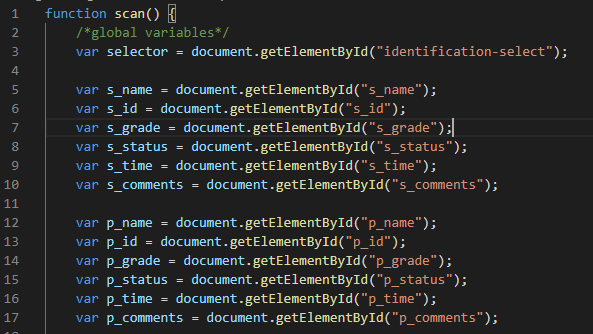 1 function scan() {
2 /*global variables*/
3 var selector = document.getElementById("identification-select");
4
5 var s_name = document.getElementById("s_name");
6 var s_id = document.getElementById("s_id");
7 var s_grade = document.getElementById("s_grade");
8 var s_status = document.getElementById("s_status");
9 var s_time = document.getElementById("s_time");
10 var s_comments = document.getElementById("s_comments");
11
12 var p_name = document.getElementById("p_name");
13 var p_id = document.getElementById("p_id");
14 var p_grade = document.getElementById("p_grade");
15 var p_status = document.getElementById("p_status");
16 var p_time = document.getElementById("p_time");
17 var p_comments = document.getElementById("p_comments");